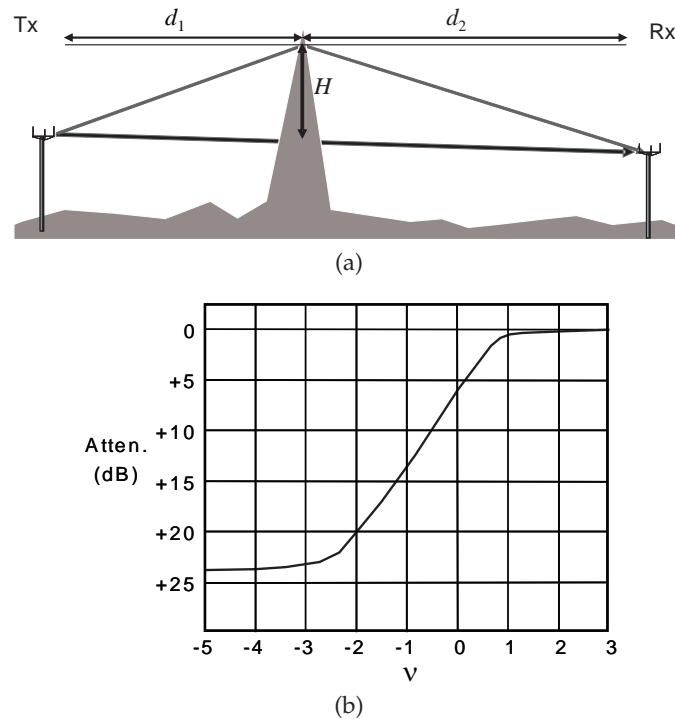 Tx d₁ d₂ Rx
H
(a)
0
+5
+10
Atten.
(dB)
+15
+20
+25
-5 -4 -3 -2 -1 0 1 2 3
ν
(b)